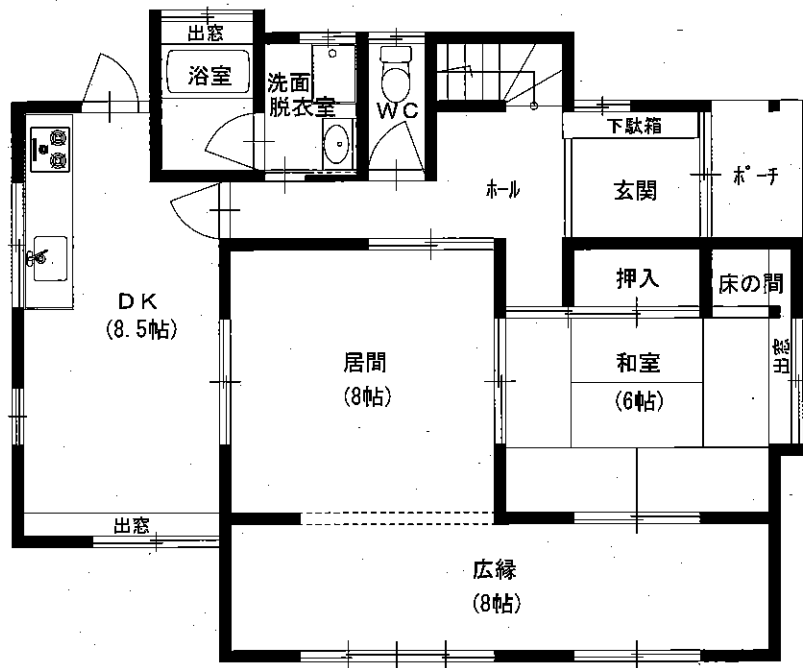 出窓
浴室
洗面
脱衣室
WC
下駄箱
ホール
玄関
ポーチ
押入
床の間
DK
(8.5帖)
居間
(8帖)
和室
(6帖)
出窓
出窓
広縁
(8帖)